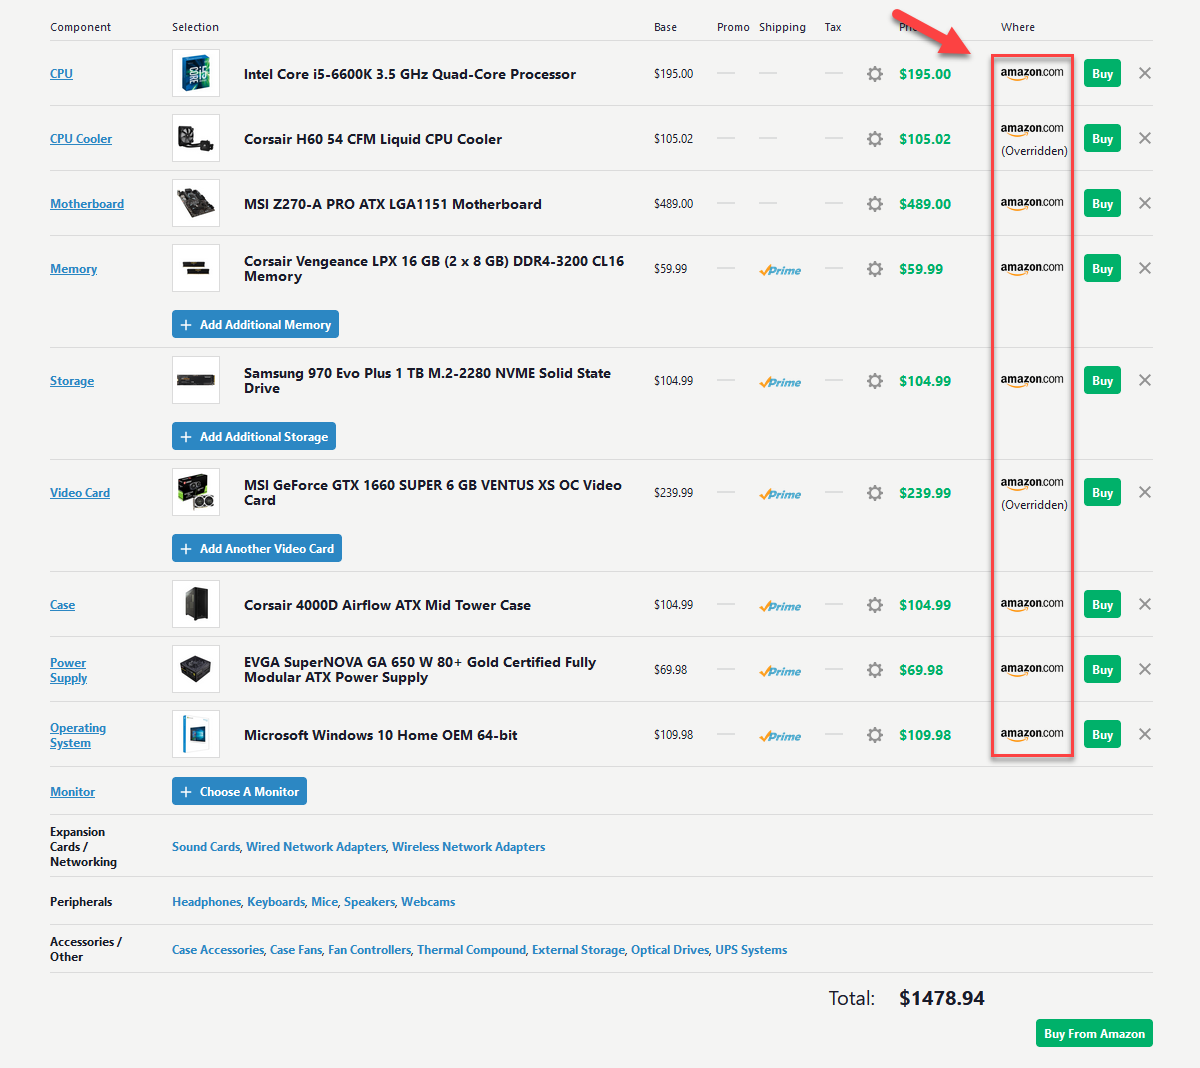 Component Selection Base Promo Shipping Tax Where
CPU Intel Core i5-6600K 3.5 GHz Quad-Core Processor $195.00 $195.00 amazon.com Buy
CPU Cooler Corsair H60 54 CFM Liquid CPU Cooler $105.02 $105.02 amazon.com Buy
(Overridden)
Motherboard MSI Z270-A PRO ATX LGA1151 Motherboard $489.00 $489.00 amazon.com Buy
Memory Corsair Vengeance LPX 16 GB (2 x 8 GB) DDR4-3200 CL16
Memory $59.99 Prime $59.99 amazon.com Buy
+ Add Additional Memory
Storage Samsung 970 Evo Plus 1 TB M.2-2280 NVME Solid State
Drive $104.99 Prime $104.99 amazon.com Buy
+ Add Additional Storage
Video Card MSI GeForce GTX 1660 SUPER 6 GB VENTUS XS OC Video
Card $239.99 Prime $239.99 amazon.com Buy
(Overridden)
+ Add Another Video Card
Case Corsair 4000D Airflow ATX Mid Tower Case $104.99 Prime $104.99 amazon.com Buy
Power
Supply EVGA SuperNOVA GA 650 W 80+ Gold Certified Fully
Modular ATX Power Supply $69.98 Prime $69.98 amazon.com Buy
Operating
System Microsoft Windows 10 Home OEM 64-bit $109.98 Prime $109.98 amazon.com Buy
Monitor + Choose A Monitor
Expansion
Cards /
Networking Sound Cards, Wired Network Adapters, Wireless Network Adapters
Peripherals Headphones, Keyboards, Mice, Speakers, Webcams
Accessories /
Other Case Accessories, Case Fans, Fan Controllers, Thermal Compound, External Storage, Optical Drives, UPS Systems
Total: $1478.94
Buy From Amazon